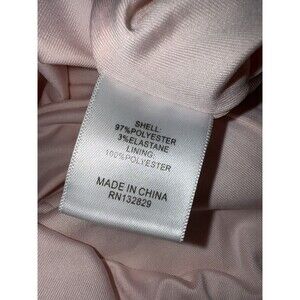 SHELL:
97%POLYESTER
3%ELASTANE
LINING:
100%POLYESTER
MADE IN CHINA
RN132829